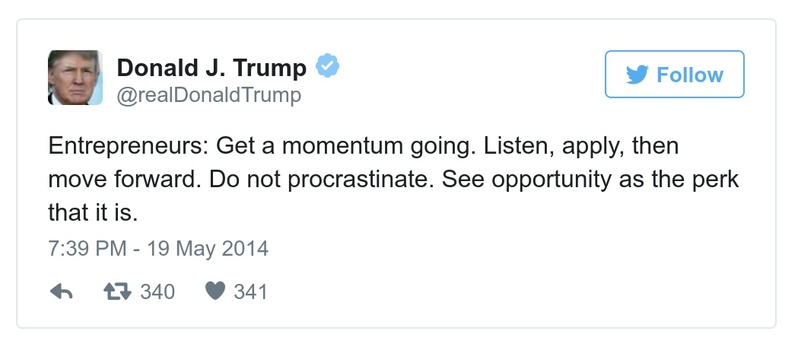 Donald J. Trump
@realDonaldTrump
Follow
Entrepreneurs: Get a momentum going. Listen, apply, then
move forward. Do not procrastinate. See opportunity as the perk
that it is.
7:39 PM - 19 May 2014
340 341